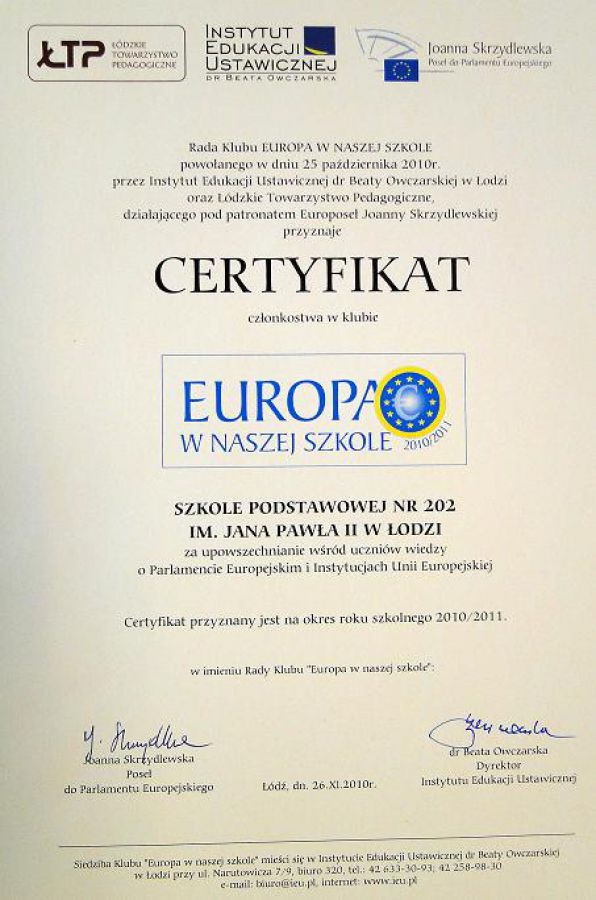 ŁTP
ŁÓDZKIE
TOWARZYSTWO
PEDAGOGICZNE
INSTYTUT
EDUKACJI
USTAWICZNEJ
DR BEATA OWCZARSKA
Joanna Skrzydlewska
Poseł do Parlamentu Europejskiego
Rada Klubu EUROPA W NASZEJ SZKOLE
powołanego w dniu 25 października 2010r.
przez Instytut Edukacji Ustawicznej dr Beaty Owczarskiej w Łodzi
oraz Łódzkie Towarzystwo Pedagogiczne,
działającego pod patronatem Europoseł Joanny Skrzydlewskiej
przyznaje
CERTYFIKAT
członkostwa w klubie
EUROPA €
W NASZEJ SZKOLE 2010/2011
SZKOLE PODSTAWOWEJ NR 202
IM. JANA PAWŁA II W ŁODZI
za upowszechnianie wśród uczniów wiedzy
o Parlamencie Europejskim i Instytucjach Unii Europejskiej
Certyfikat przyznany jest na okres roku szkolnego 2010/2011.
w imieniu Rady Klubu "Europa w naszej szkole":
J. Skrzydlewska
Joanna Skrzydlewska
Poseł
do Parlamentu Europejskiego
Łódź, dn. 26.XI.2010r.
dr Beata Owczarska
Dyrektor
Instytutu Edukacji Ustawicznej
Siedziba Klubu "Europa w naszej szkole" mieści się w Instytucie Edukacji Ustawicznej dr Beaty Owczarskiej
w Łodzi przy ul. Narutowicza 7/9, biuro 320, tel.: 42 633-30-93; 42 258-98-30
e-mail: biuro@ieu.pl, internet: www.ieu.pl